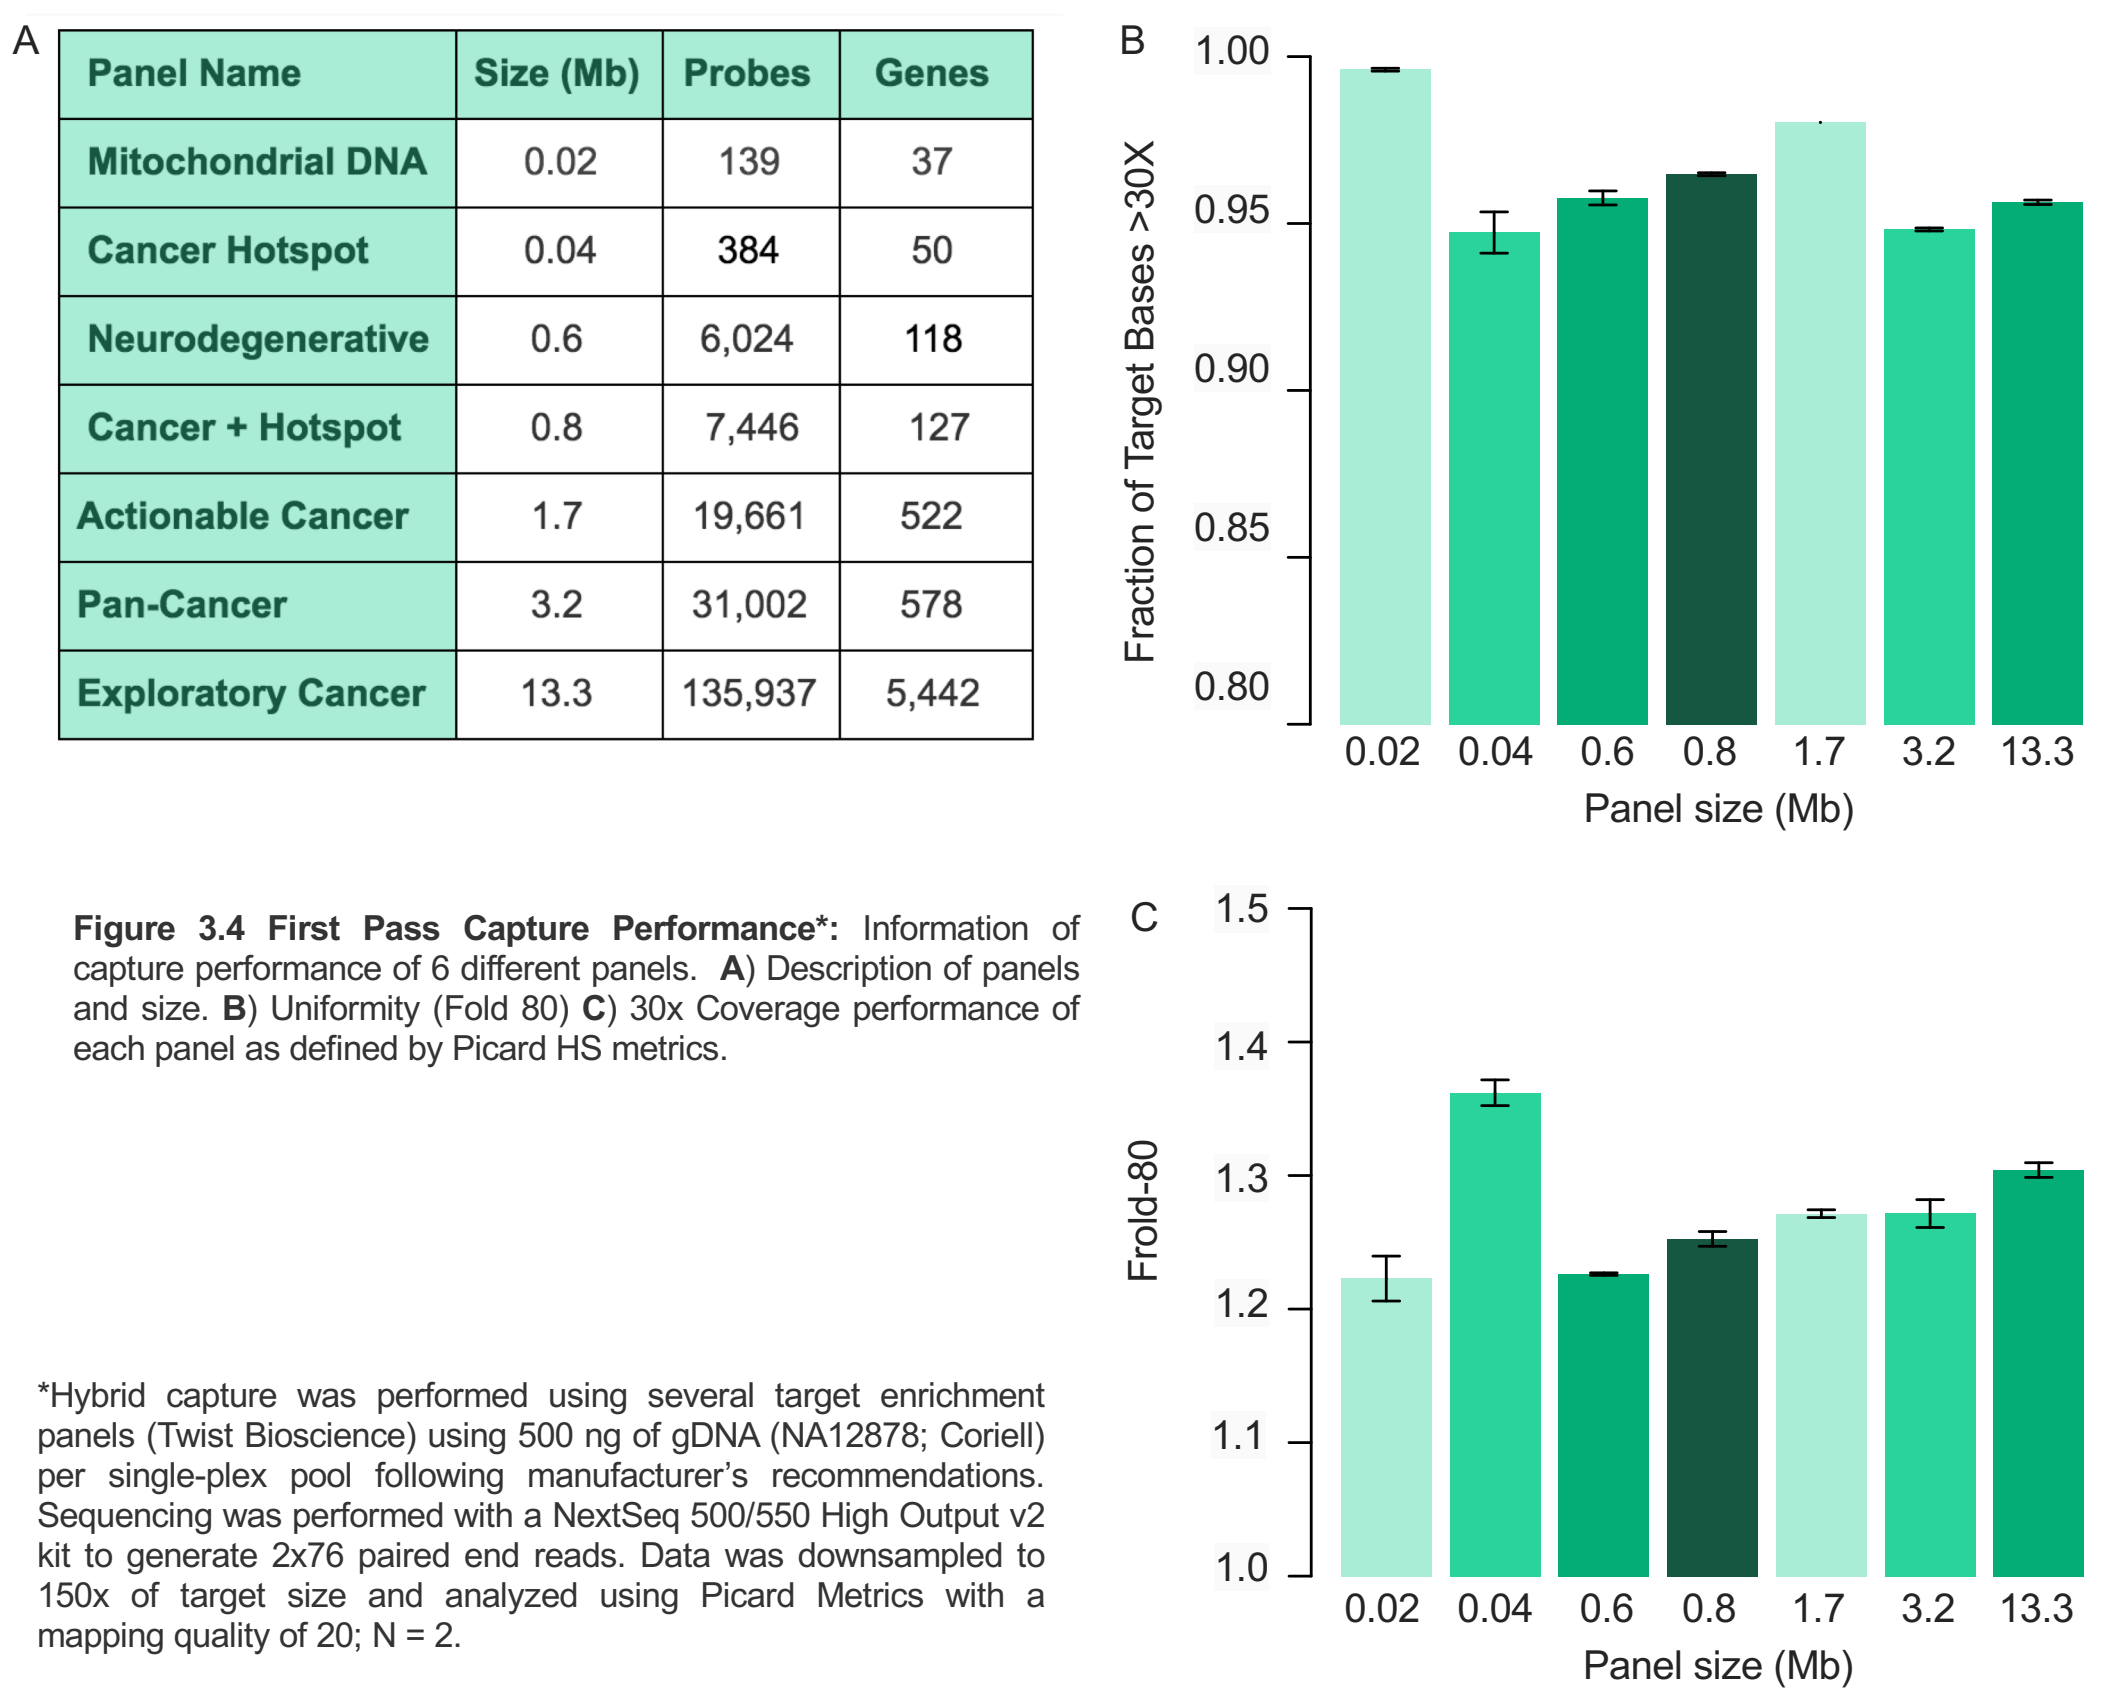 A
Panel Name Size (Mb) Probes Genes
Mitochondrial DNA 0.02 139 37
Cancer Hotspot 0.04 384 50
Neurodegenerative 0.6 6,024 118
Cancer + Hotspot 0.8 7,446 127
Actionable Cancer 1.7 19,661 522
Pan-Cancer 3.2 31,002 578
Exploratory Cancer 13.3 135,937 5,442
B
Fraction of Target Bases >30X
1.00
0.95
0.90
0.85
0.80
0.02 0.04 0.6 0.8 1.7 3.2 13.3
Panel size (Mb)
Figure 3.4 First Pass Capture Performance*: Information of
capture performance of 6 different panels. A) Description of panels
and size. B) Uniformity (Fold 80) C) 30x Coverage performance of
each panel as defined by Picard HS metrics.
C
Frold-80
1.5
1.4
1.3
1.2
1.1
1.0
0.02 0.04 0.6 0.8 1.7 3.2 13.3
Panel size (Mb)
*Hybrid capture was performed using several target enrichment
panels (Twist Bioscience) using 500 ng of gDNA (NA12878; Coriell)
per single-plex pool following manufacturer’s recommendations.
Sequencing was performed with a NextSeq 500/550 High Output v2
kit to generate 2x76 paired end reads. Data was downsampled to
150x of target size and analyzed using Picard Metrics with a
mapping quality of 20; N = 2.